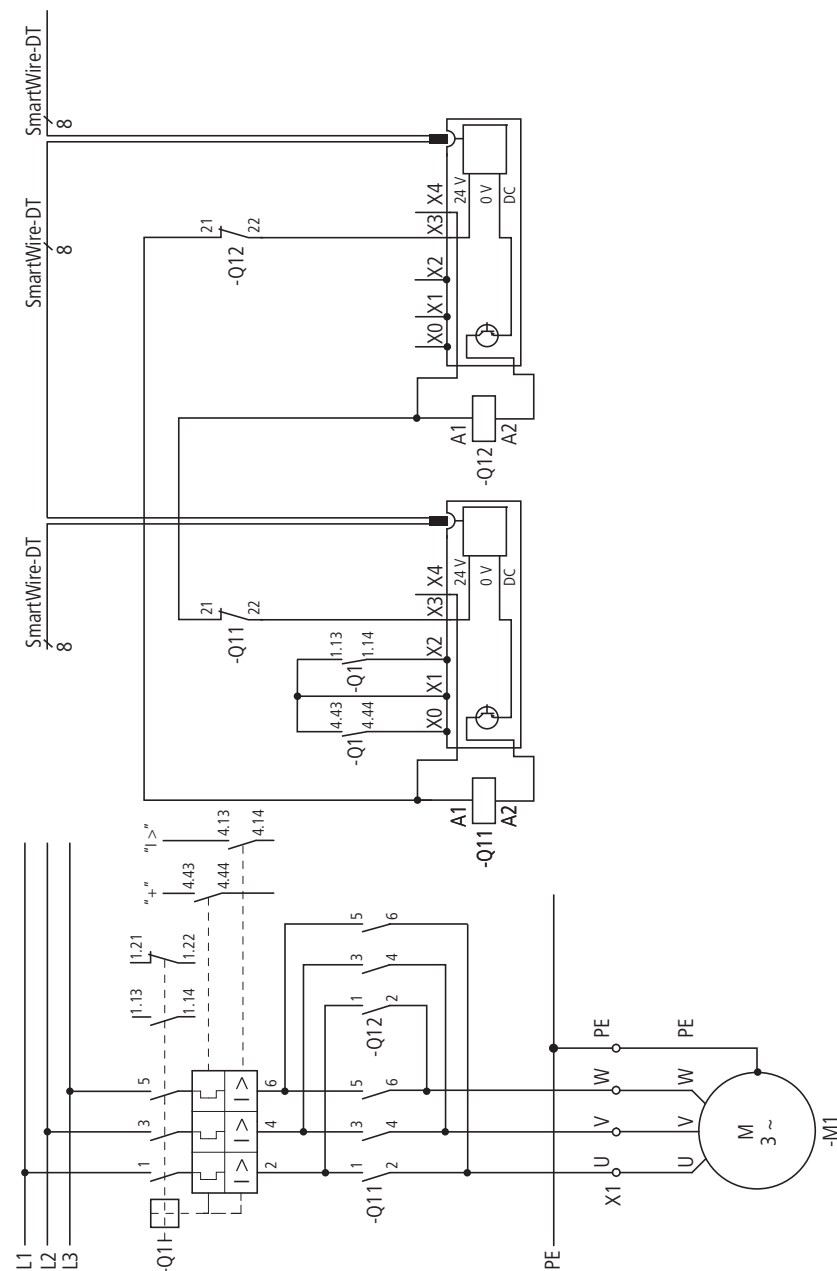 SmartWire-DT
8
SmartWire-DT
8
SmartWire-DT
8
21
22
-Q12
X0
X1
X2
X3
X4
24 V
0 V
DC
A1
A2
-Q12
21
22
-Q11
1.13
1.14
-Q1
4.43
4.44
-Q1
X0
X1
X2
X3
X4
24 V
0 V
DC
A1
A2
-Q11
"I >"
4.13
4.14
"+"
4.43
4.44
1.21
1.22
1.13
1.14
L1
L2
L3
-Q1
1
3
5
I >
I >
I >
2
4
6
1
2
3
4
5
6
-Q12
1
2
3
4
5
6
-Q11
PE
X1
U
V
W
PE
U
V
W
PE
M
3 ~
-M1